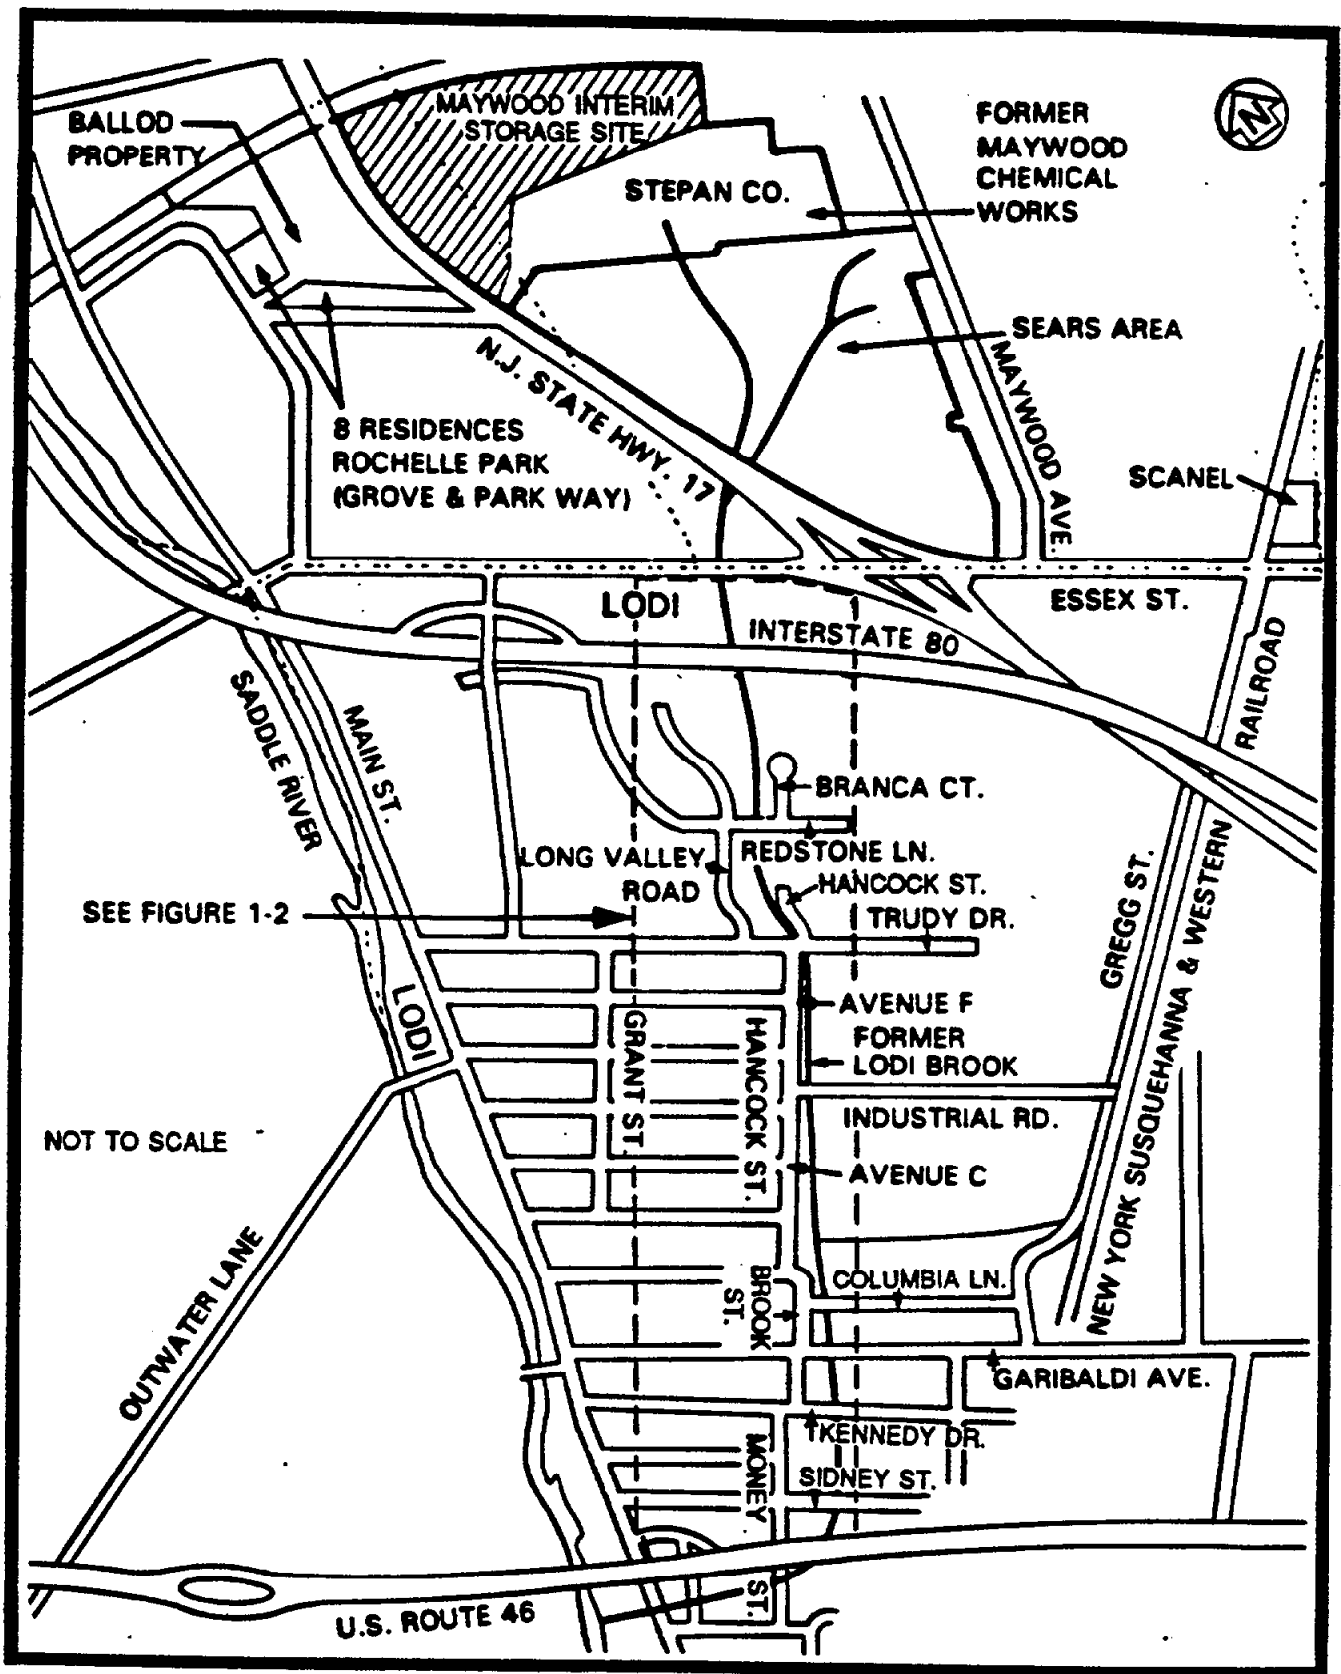 MAYWOOD INTERIM
STORAGE SITE
BALLOD
PROPERTY
FORMER
MAYWOOD
CHEMICAL
WORKS
N
STEPAN CO.
SEARS AREA
MAYWOOD AVE.
N.J. STATE HWY. 17
8 RESIDENCES
ROCHELLE PARK
(GROVE & PARK WAY)
SCANEL
ESSEX ST.
LODI
INTERSTATE 80
SADDLE RIVER
MAIN ST.
RAILROAD
BRANCA CT.
REDSTONE LN.
LONG VALLEY
ROAD
HANCOCK ST.
TRUDY DR.
SEE FIGURE 1-2
GREGG ST.
NEW YORK SUSQUEHANNA & WESTERN
LODI
GRANT ST.
HANCOCK ST.
AVENUE F
FORMER
LODI BROOK
INDUSTRIAL RD.
NOT TO SCALE
AVENUE C
OUTWATER LANE
BROOK
ST.
COLUMBIA LN.
GARIBALDI AVE.
KENNEDY DR.
MONEY
ST.
SIDNEY ST.
U.S. ROUTE 46